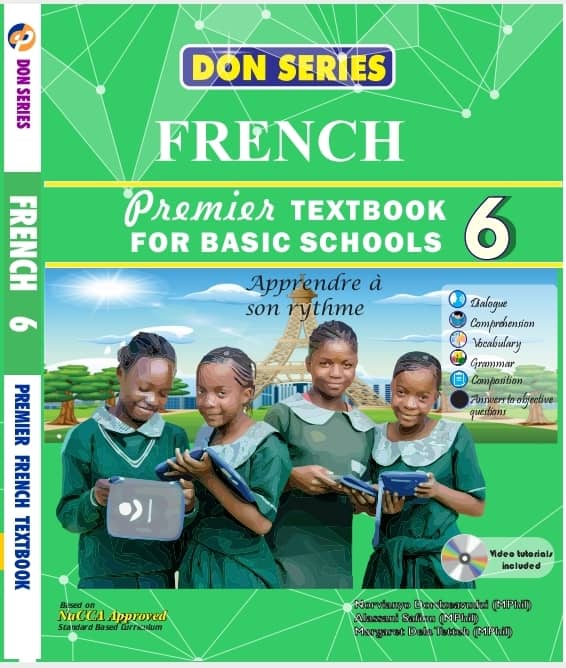 DON SERIES
FRENCH 6
PREMIER FRENCH TEXTBOOK
DON SERIES
FRENCH
Premier TEXTBOOK
FOR BASIC SCHOOLS 6
Apprendre à
son rythme
Dialogue
Comprehension
Vocabulary
Grammar
Composition
Answers to objective
questions
Video tutorials
included
Based on
NaCCA Approved
Standard Based Curriculum
(MPhil)
Alassani Safiou (MPhil)
Margaret Dela Tetteh (MPhil)